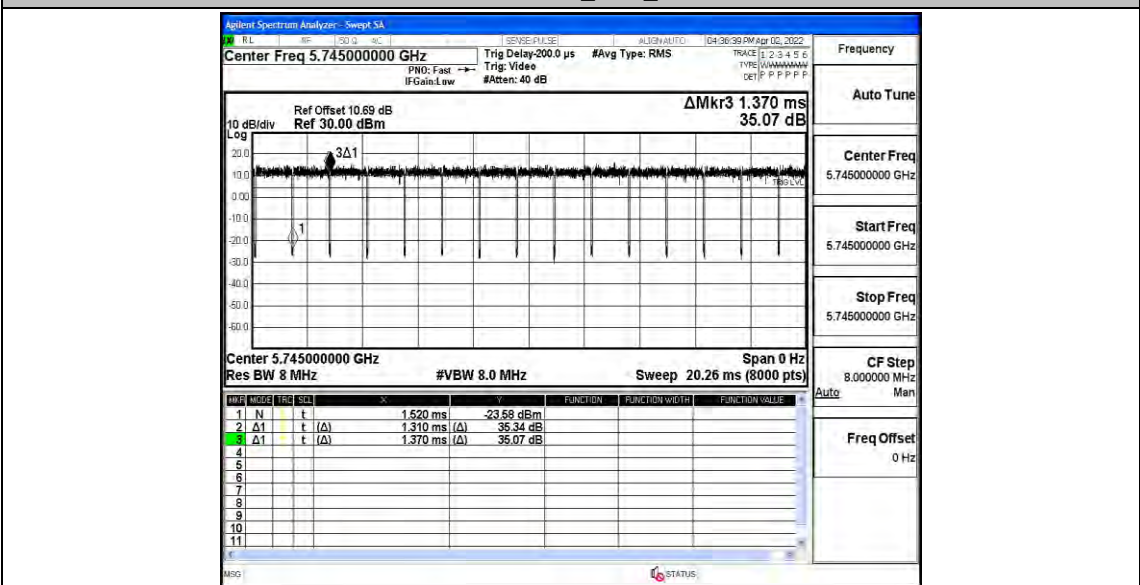 Agilent Spectrum Analyzer - Swept SA
RL RF 50 Ω AC SENSE:PULSE ALIGN AUTO 04:36:39 PM Apr 02, 2022
Center Freq 5.745000000 GHz
PNO: Fast
IFGain:Low
Trig Delay-200.0 µs
Trig: Video
#Atten: 40 dB
#Avg Type: RMS
TRACE 1 2 3 4 5 6
TYPE
DET P P P P P P
ΔMkr3 1.370 ms
35.07 dB
Ref Offset 10.69 dB
10 dB/div Ref 30.00 dBm
Log
20.0
10.0
0.00
-10.0
-20.0
-30.0
-40.0
-50.0
-60.0
3Δ1
1
TRIG LVL
Center 5.745000000 GHz Span 0 Hz
Res BW 8 MHz #VBW 8.0 MHz Sweep 20.26 ms (8000 pts)
MKR MODE TRC SCL X Y FUNCTION FUNCTION WIDTH FUNCTION VALUE
1 N t 1.520 ms -23.58 dBm
2 Δ1 t (Δ) 1.310 ms (Δ) 35.34 dB
3 Δ1 t (Δ) 1.370 ms (Δ) 35.07 dB
4
5
6
7
8
9
10
11
MSG STATUS
Frequency
Auto Tune
Center Freq
5.745000000 GHz
Start Freq
5.745000000 GHz
Stop Freq
5.745000000 GHz
CF Step
8.000000 MHz
Auto Man
Freq Offset
0 Hz